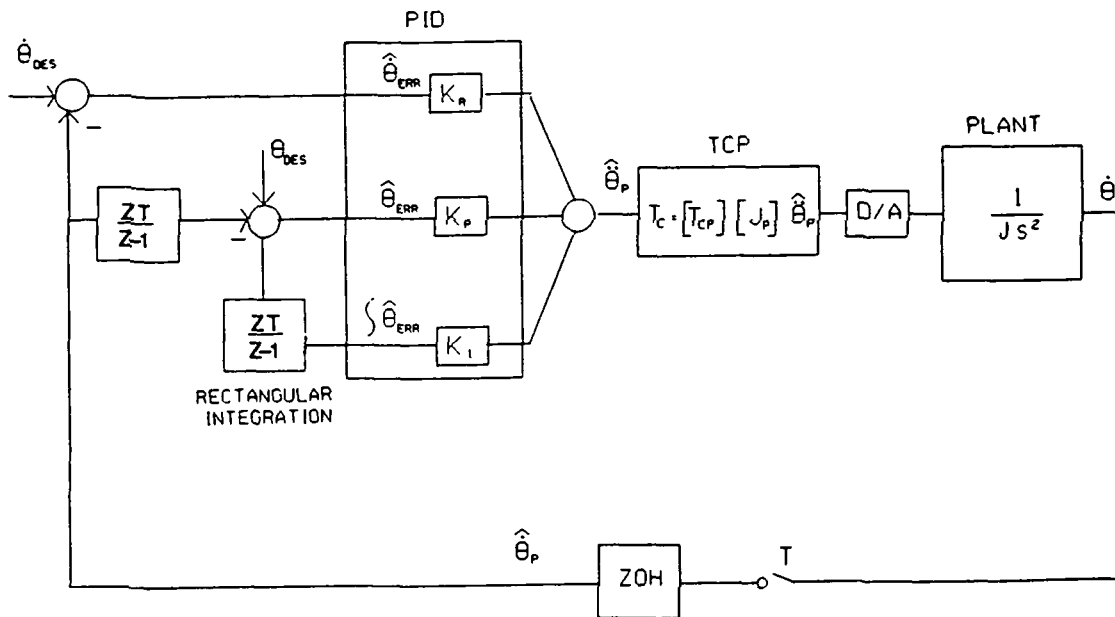 PID
θ̇DES
θ̇̂ERR
KR
θDES
PLANT
TCP
ZT
Z-1
θ̂ERR
KP
θ̈̂P
TC = [TCP] [JP] θ̈̂P
D/A
1
JS²
θ̇
ZT
Z-1
∫ θ̂ERR
KI
RECTANGULAR
INTEGRATION
θ̇̂P
ZOH
T